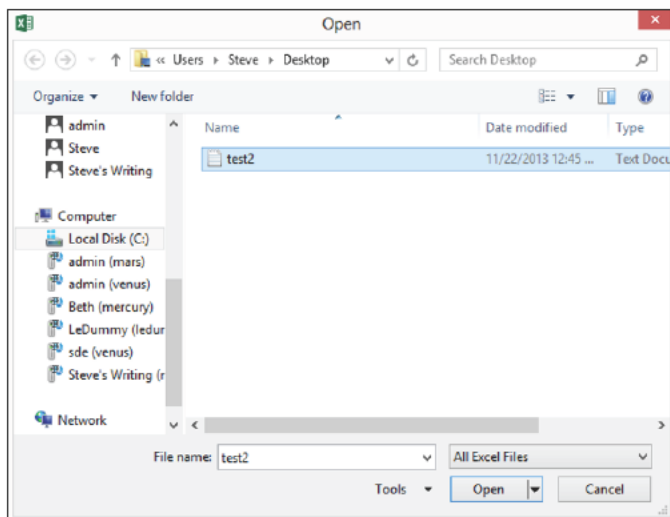 Open
« Users Steve Desktop
Search Desktop
Organize
New folder
admin
Steve
Steve's Writing
Computer
Local Disk (C:)
admin (mars)
admin (venus)
Beth (mercury)
LeDummy (ledur
sde (venus)
Steve's Writing (r
Network
Name Date modified Type
test2 11/22/2013 12:45 ... Text Docu
File name: test2
All Excel Files
Tools
Open
Cancel